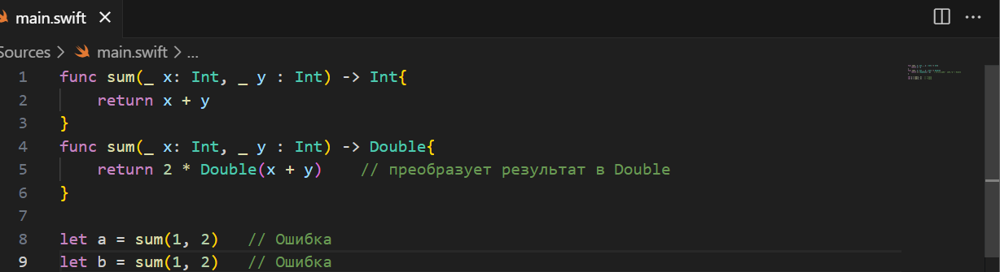 main.swift ×
Sources > main.swift > ...
1 func sum(_ x: Int, _ y : Int) -> Int{
2     return x + y
3 }
4 func sum(_ x: Int, _ y : Int) -> Double{
5     return 2 * Double(x + y)    // преобразует результат в Double
6 }
7
8 let a = sum(1, 2)   // Ошибка
9 let b = sum(1, 2)   // Ошибка